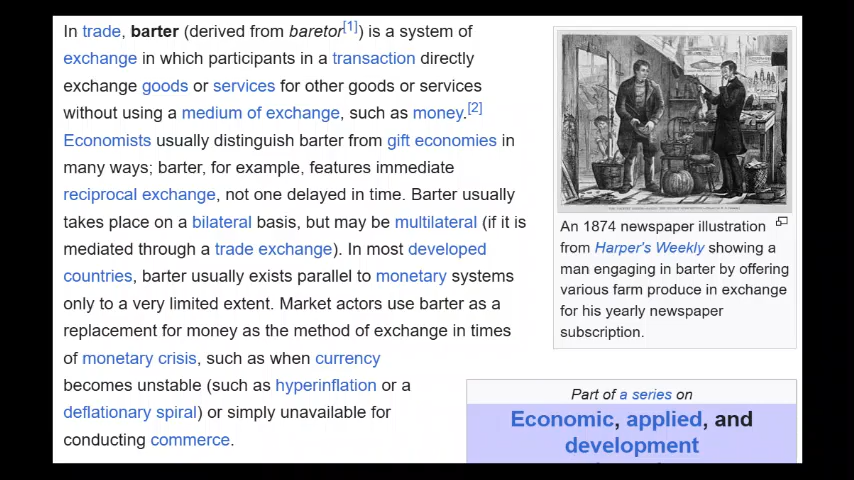 In trade, barter (derived from baretor[1]) is a system of
exchange in which participants in a transaction directly
exchange goods or services for other goods or services
without using a medium of exchange, such as money.[2]
Economists usually distinguish barter from gift economies in
many ways; barter, for example, features immediate
reciprocal exchange, not one delayed in time. Barter usually
takes place on a bilateral basis, but may be multilateral (if it is
mediated through a trade exchange). In most developed
countries, barter usually exists parallel to monetary systems
only to a very limited extent. Market actors use barter as a
replacement for money as the method of exchange in times
of monetary crisis, such as when currency
becomes unstable (such as hyperinflation or a
deflationary spiral) or simply unavailable for
conducting commerce.
An 1874 newspaper illustration
from Harper's Weekly showing a
man engaging in barter by offering
various farm produce in exchange
for his yearly newspaper
subscription.
Part of a series on
Economic, applied, and
development